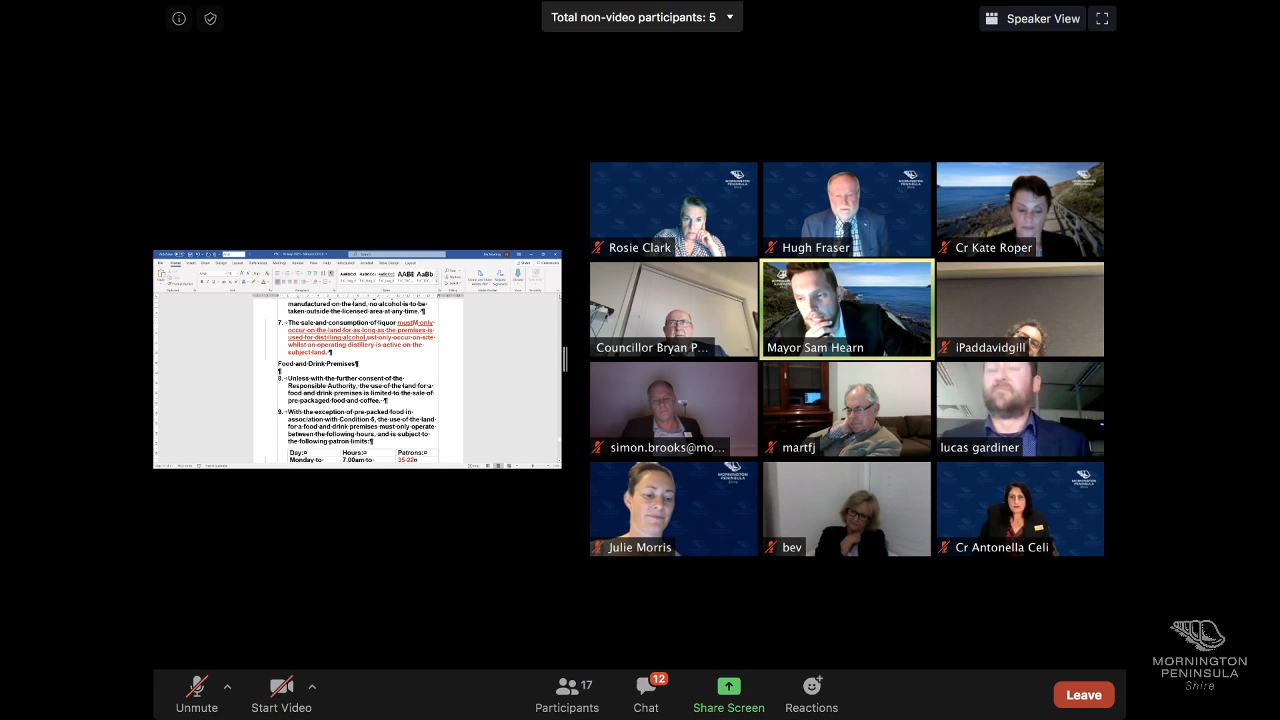 Total non-video participants: 5
Speaker View
manufactured on the land, no alcohol is to be
taken outside the licensed area at any time. ¶
7. The sale and consumption of liquor mustM only
occur on the land for as long as the premises is
used for distilling alcohol.ust only occur on site
whilst an operating distillery is active on the
subject land. ¶
Food and Drink Premises¶
¶
8. Unless with the further consent of the
Responsible Authority, the use of the land for a
food and drink premises is limited to the sale of
pre-packaged food and coffee. ¶
9. With the exception of pre-packed food in
association with Condition 6, the use of the land
for a food and drink premises must only operate
between the following hours, and is subject to
the following patron limits:¶
Day: Hours: Patrons:
Monday to 7.00am to 35 22
Rosie Clark
Hugh Fraser
Cr Kate Roper
Councillor Bryan P...
Mayor Sam Hearn
iPaddavidgill
simon.brooks@mo...
martfj
lucas gardiner
Julie Morris
bev
Cr Antonella Celi
MORNINGTON
PENINSULA
Shire
Unmute
Start Video
17
Participants
12
Chat
Share Screen
Reactions
Leave